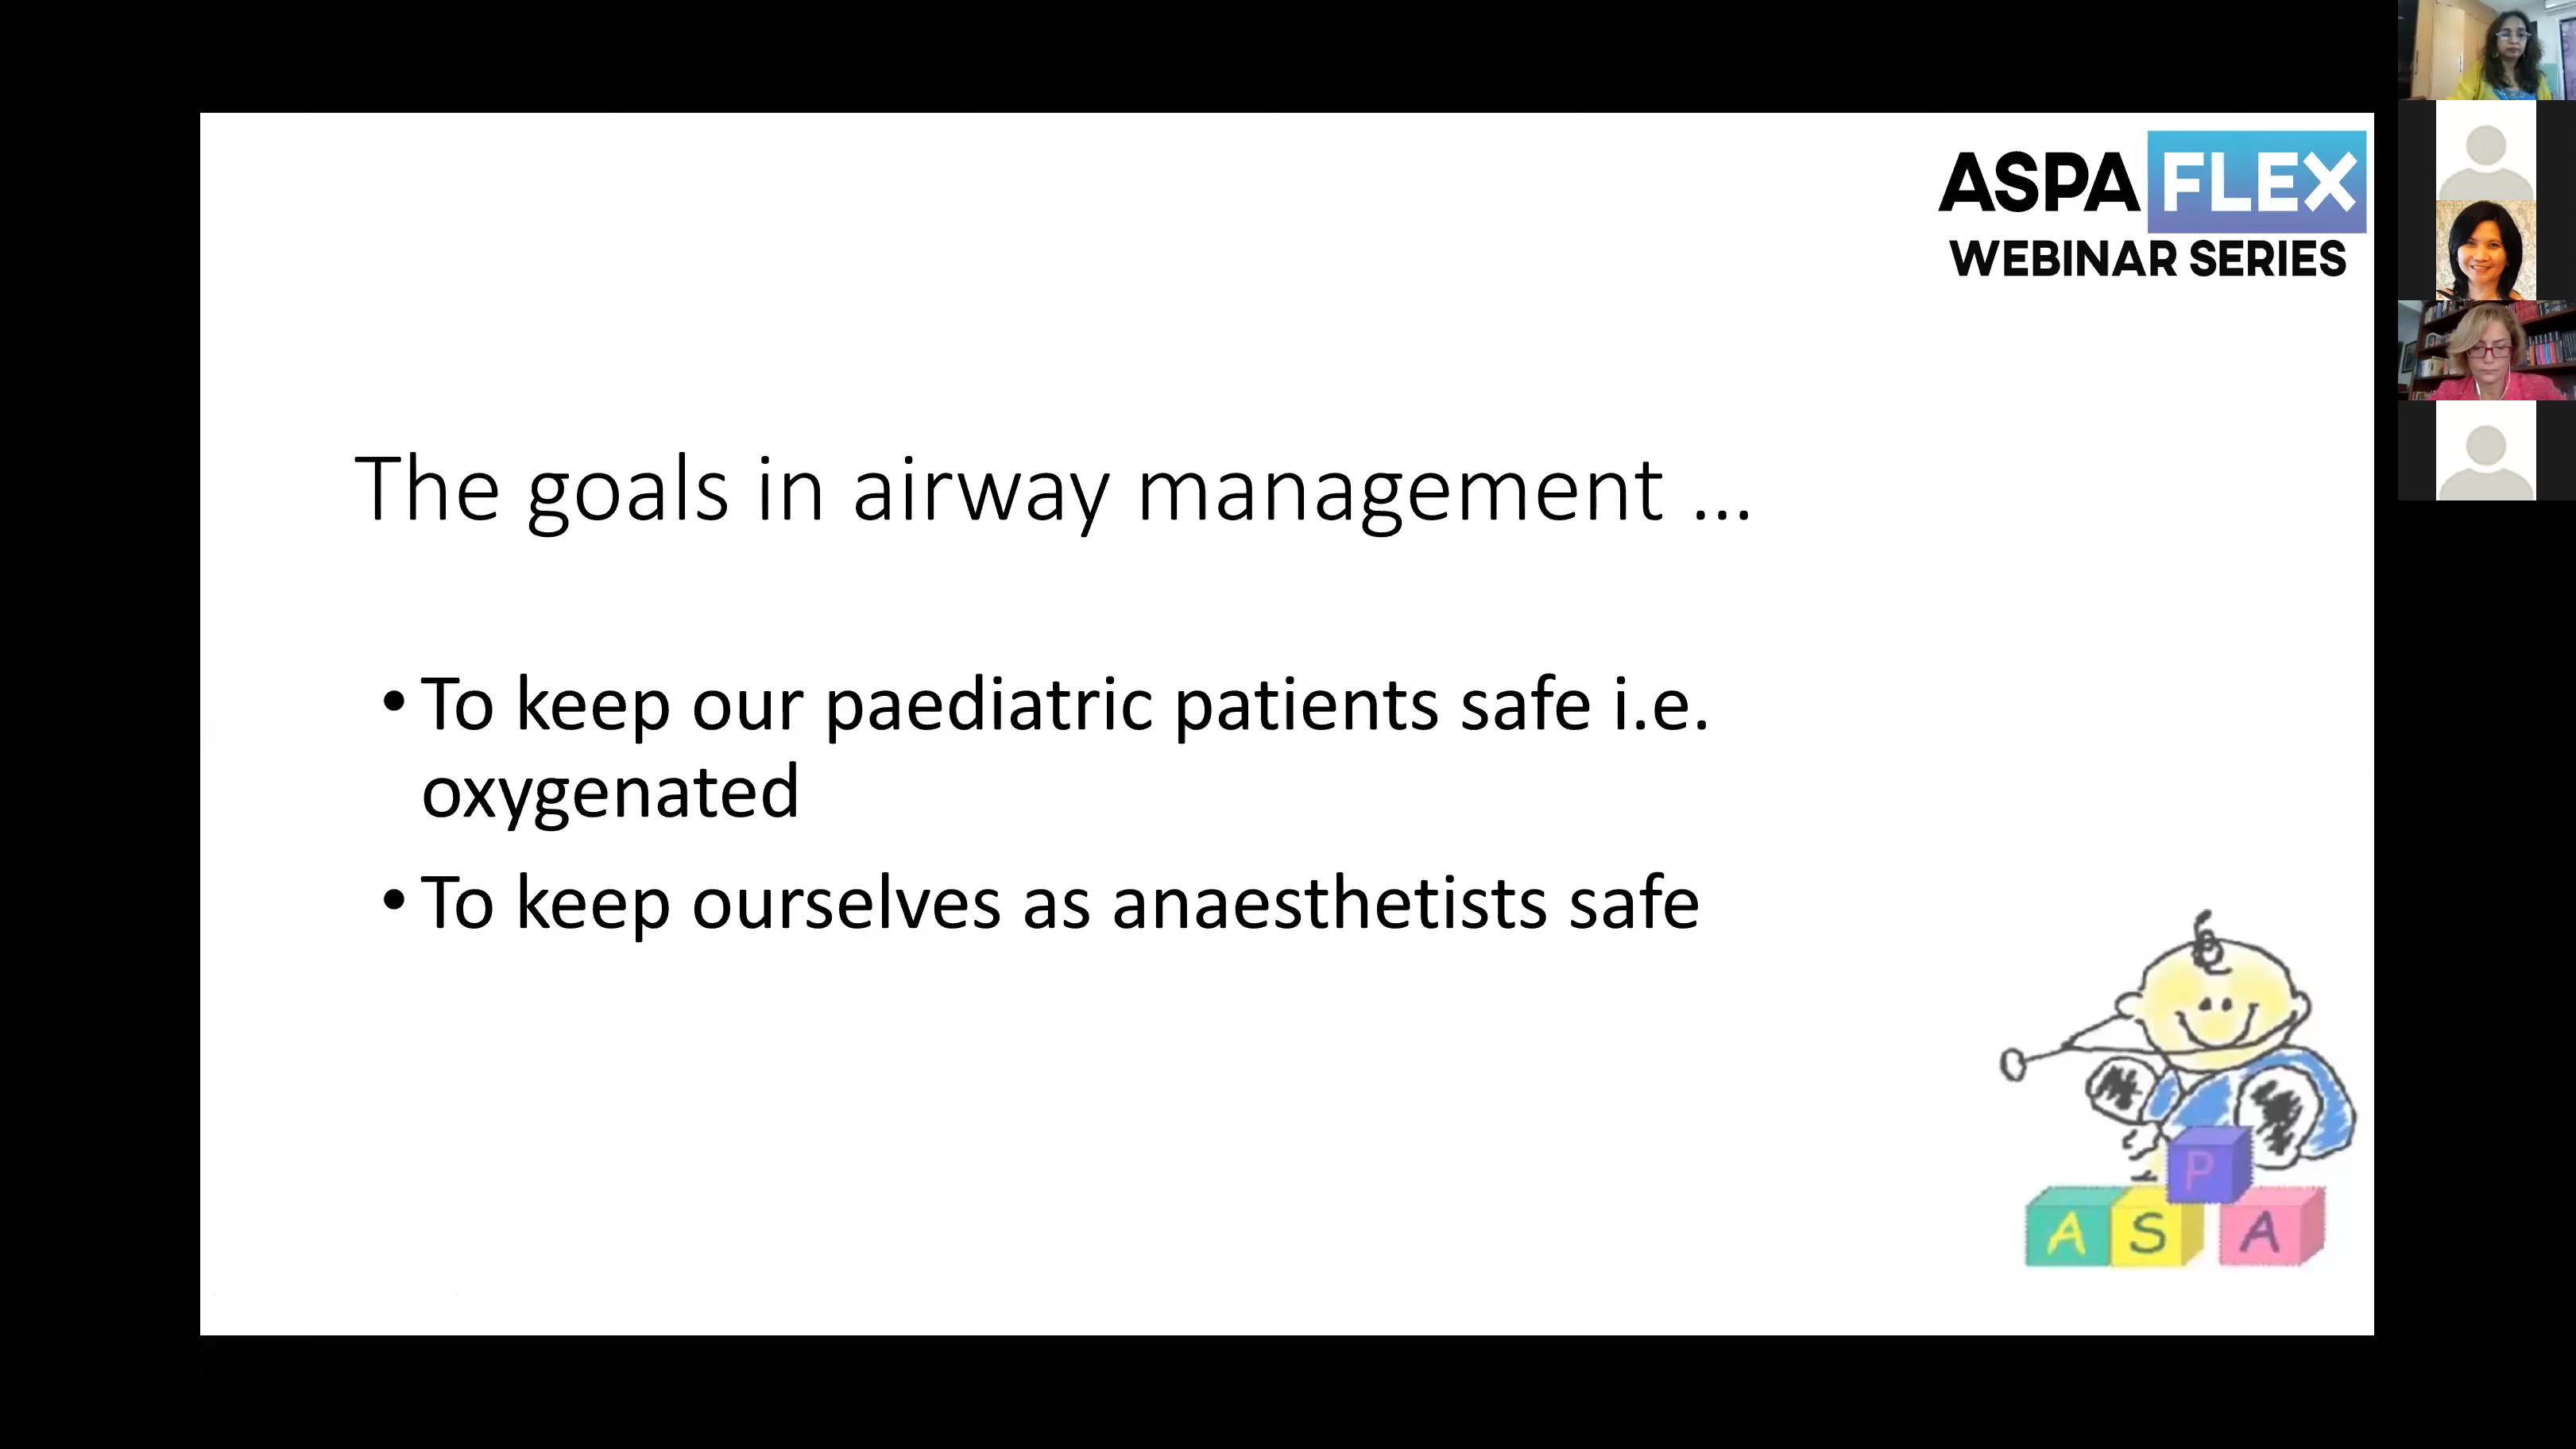 ASPA FLEX
WEBINAR SERIES
The goals in airway management ...
• To keep our paediatric patients safe i.e.
oxygenated
• To keep ourselves as anaesthetists safe
P
A S A